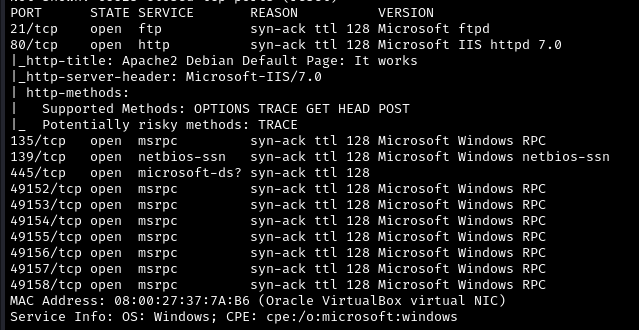 PORT      STATE SERVICE       REASON          VERSION
21/tcp    open  ftp           syn-ack ttl 128 Microsoft ftpd
80/tcp    open  http          syn-ack ttl 128 Microsoft IIS httpd 7.0
|_http-title: Apache2 Debian Default Page: It works
|_http-server-header: Microsoft-IIS/7.0
| http-methods:
|   Supported Methods: OPTIONS TRACE GET HEAD POST
|_  Potentially risky methods: TRACE
135/tcp   open  msrpc         syn-ack ttl 128 Microsoft Windows RPC
139/tcp   open  netbios-ssn   syn-ack ttl 128 Microsoft Windows netbios-ssn
445/tcp   open  microsoft-ds? syn-ack ttl 128
49152/tcp open  msrpc         syn-ack ttl 128 Microsoft Windows RPC
49153/tcp open  msrpc         syn-ack ttl 128 Microsoft Windows RPC
49154/tcp open  msrpc         syn-ack ttl 128 Microsoft Windows RPC
49155/tcp open  msrpc         syn-ack ttl 128 Microsoft Windows RPC
49156/tcp open  msrpc         syn-ack ttl 128 Microsoft Windows RPC
49157/tcp open  msrpc         syn-ack ttl 128 Microsoft Windows RPC
49158/tcp open  msrpc         syn-ack ttl 128 Microsoft Windows RPC
MAC Address: 08:00:27:37:7A:B6 (Oracle VirtualBox virtual NIC)
Service Info: OS: Windows; CPE: cpe:/o:microsoft:windows